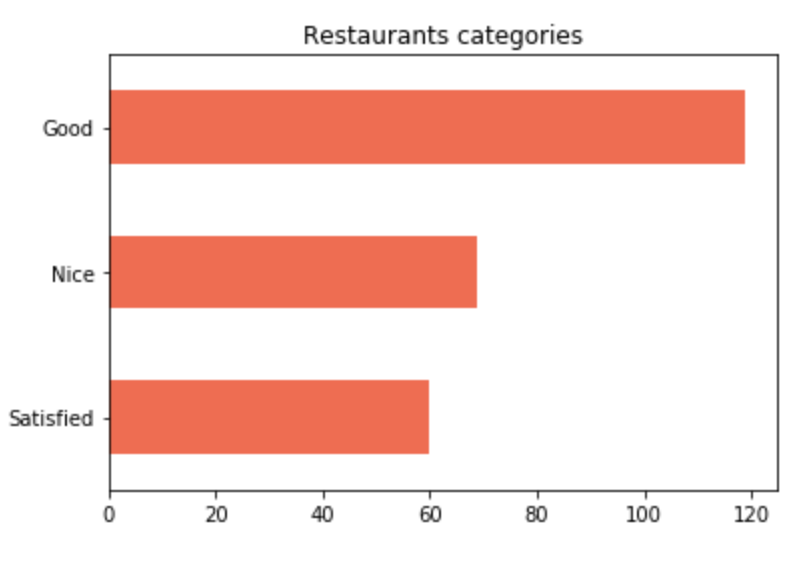 Restaurants categories
Good
Nice
Satisfied
0 20 40 60 80 100 120